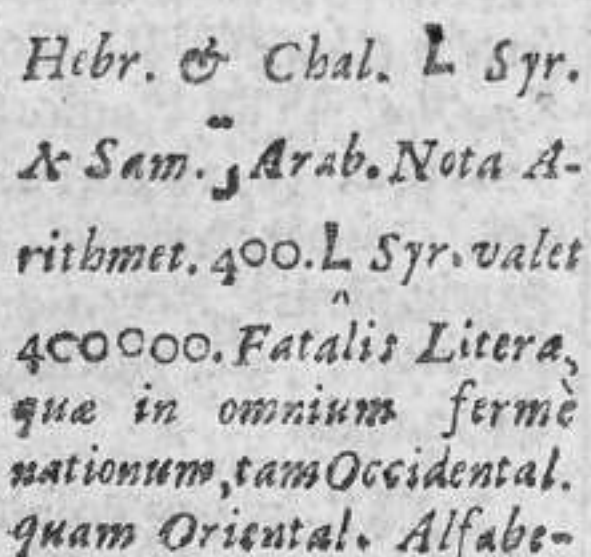 Hebr. & Chal. L Syr.
Sam. Arab. Nota A-
rithmet. 400. L Syr. valet
400000. Fatalis Litera,
quæ in omnium fermè
nationum, tam Occidental.
quam Oriental. Alfabe-